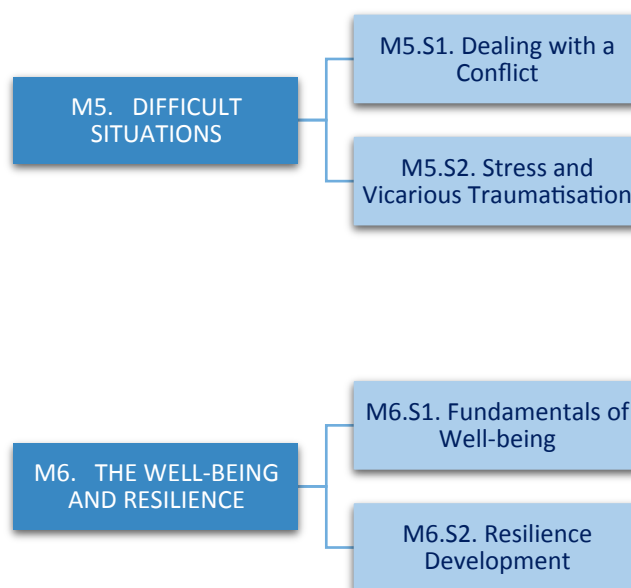 M5. DIFFICULT
SITUATIONS
M5.S1. Dealing with a
Conflict
M5.S2. Stress and
Vicarious Traumatisation
M6. THE WELL-BEING
AND RESILIENCE
M6.S1. Fundamentals of
Well-being
M6.S2. Resilience
Development